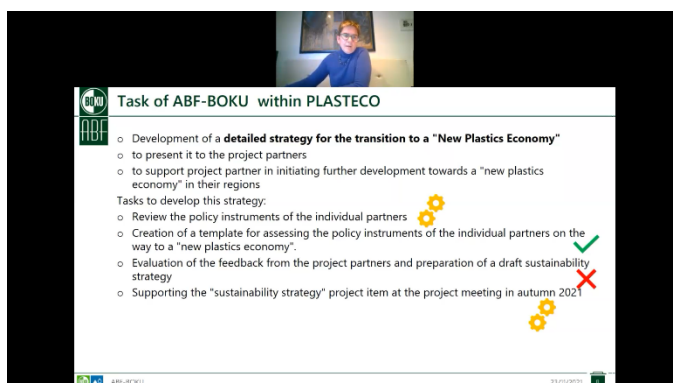 BOKU
ABF
Task of ABF-BOKU within PLASTECO
o Development of a detailed strategy for the transition to a "New Plastics Economy"
o to present it to the project partners
o to support project partner in initiating further development towards a "new plastics
economy" in their regions
Tasks to develop this strategy:
o Review the policy instruments of the individual partners
o Creation of a template for assessing the policy instruments of the individual partners on the
way to a "new plastics economy".
o Evaluation of the feedback from the project partners and preparation of a draft sustainability
strategy
o Supporting the "sustainability strategy" project item at the project meeting in autumn 2021
ABF-BOKU